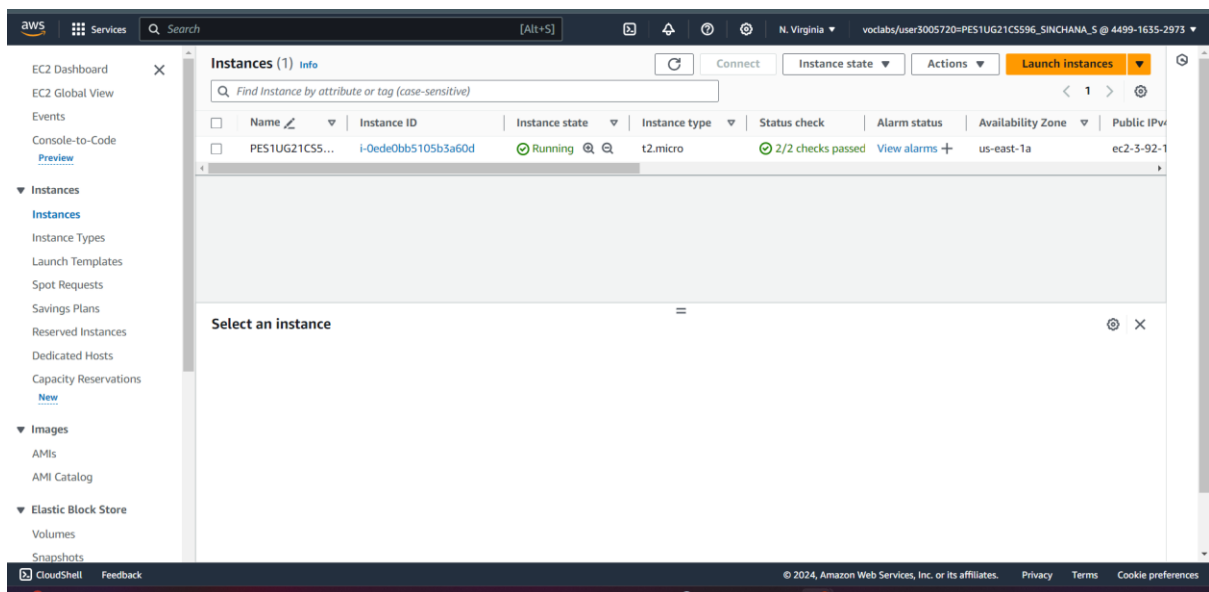 aws Services Search [Alt+S] N. Virginia voclabs/user3005720=PES1UG21CS596_SINCHANA_S @ 4499-1635-2973
EC2 Dashboard
EC2 Global View
Events
Console-to-Code
Preview
Instances
Instances
Instance Types
Launch Templates
Spot Requests
Savings Plans
Reserved Instances
Dedicated Hosts
Capacity Reservations
New
Images
AMIs
AMI Catalog
Elastic Block Store
Volumes
Snapshots
Instances (1) Info Connect Instance state Actions Launch instances
Find Instance by attribute or tag (case-sensitive) 1
Name Instance ID Instance state Instance type Status check Alarm status Availability Zone Public IPv4
PES1UG21CS5... i-0ede0bb5105b3a60d Running t2.micro 2/2 checks passed View alarms + us-east-1a ec2-3-92-1
Select an instance
CloudShell Feedback © 2024, Amazon Web Services, Inc. or its affiliates. Privacy Terms Cookie preferences